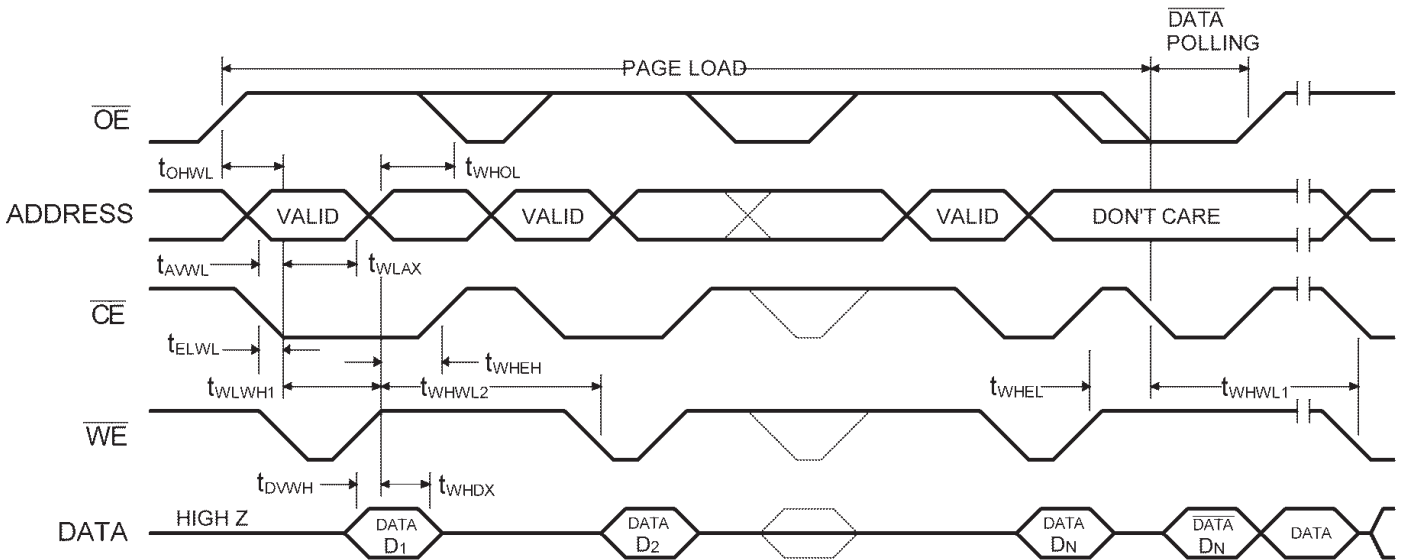 DATA
POLLING
PAGE LOAD
OE
tOHWL
tWHOL
ADDRESS
VALID
VALID
VALID
DON'T CARE
tAVWL
tWLAX
CE
tELWL
tWHEH
tWLWH1
tWHWL2
tWHEL
tWHWL1
WE
tDVWH
tWHDX
DATA
HIGH Z
DATA
D1
DATA
D2
DATA
DN
DATA
DN
DATA